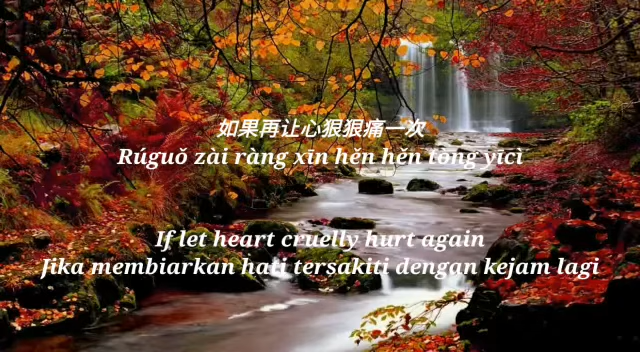 如果再让心狠狠痛一次
Rúguǒ zài ràng xīn hěn hěn tòng yīcì
If let heart cruelly hurt again
Jika membiarkan hati tersakiti dengan kejam lagi